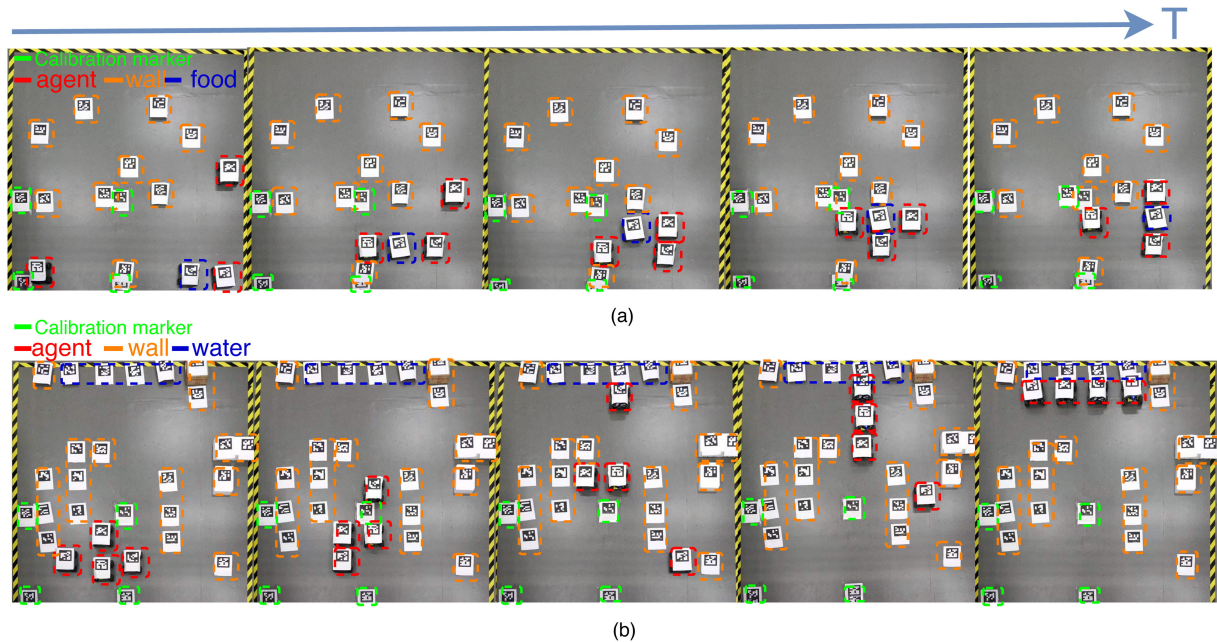 T
Calibration marker
agent wall food
(a)
Calibration marker
agent wall water
(b)